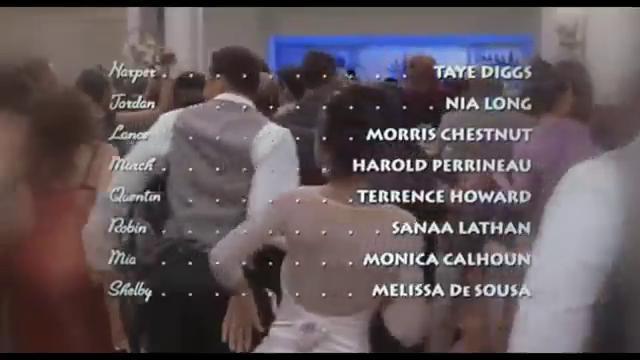 Harper . . . . . . . . . . TAYE DIGGS
Jordan . . . . . . . . . . NIA LONG
Lance . . . . . . . . MORRIS CHESTNUT
Murch . . . . . . . HAROLD PERRINEAU
Quentin . . . . . . TERRENCE HOWARD
Robin . . . . . . . . SANAA LATHAN
Mia . . . . . . . . MONICA CALHOUN
Shelby . . . . . . . MELISSA DE SOUSA